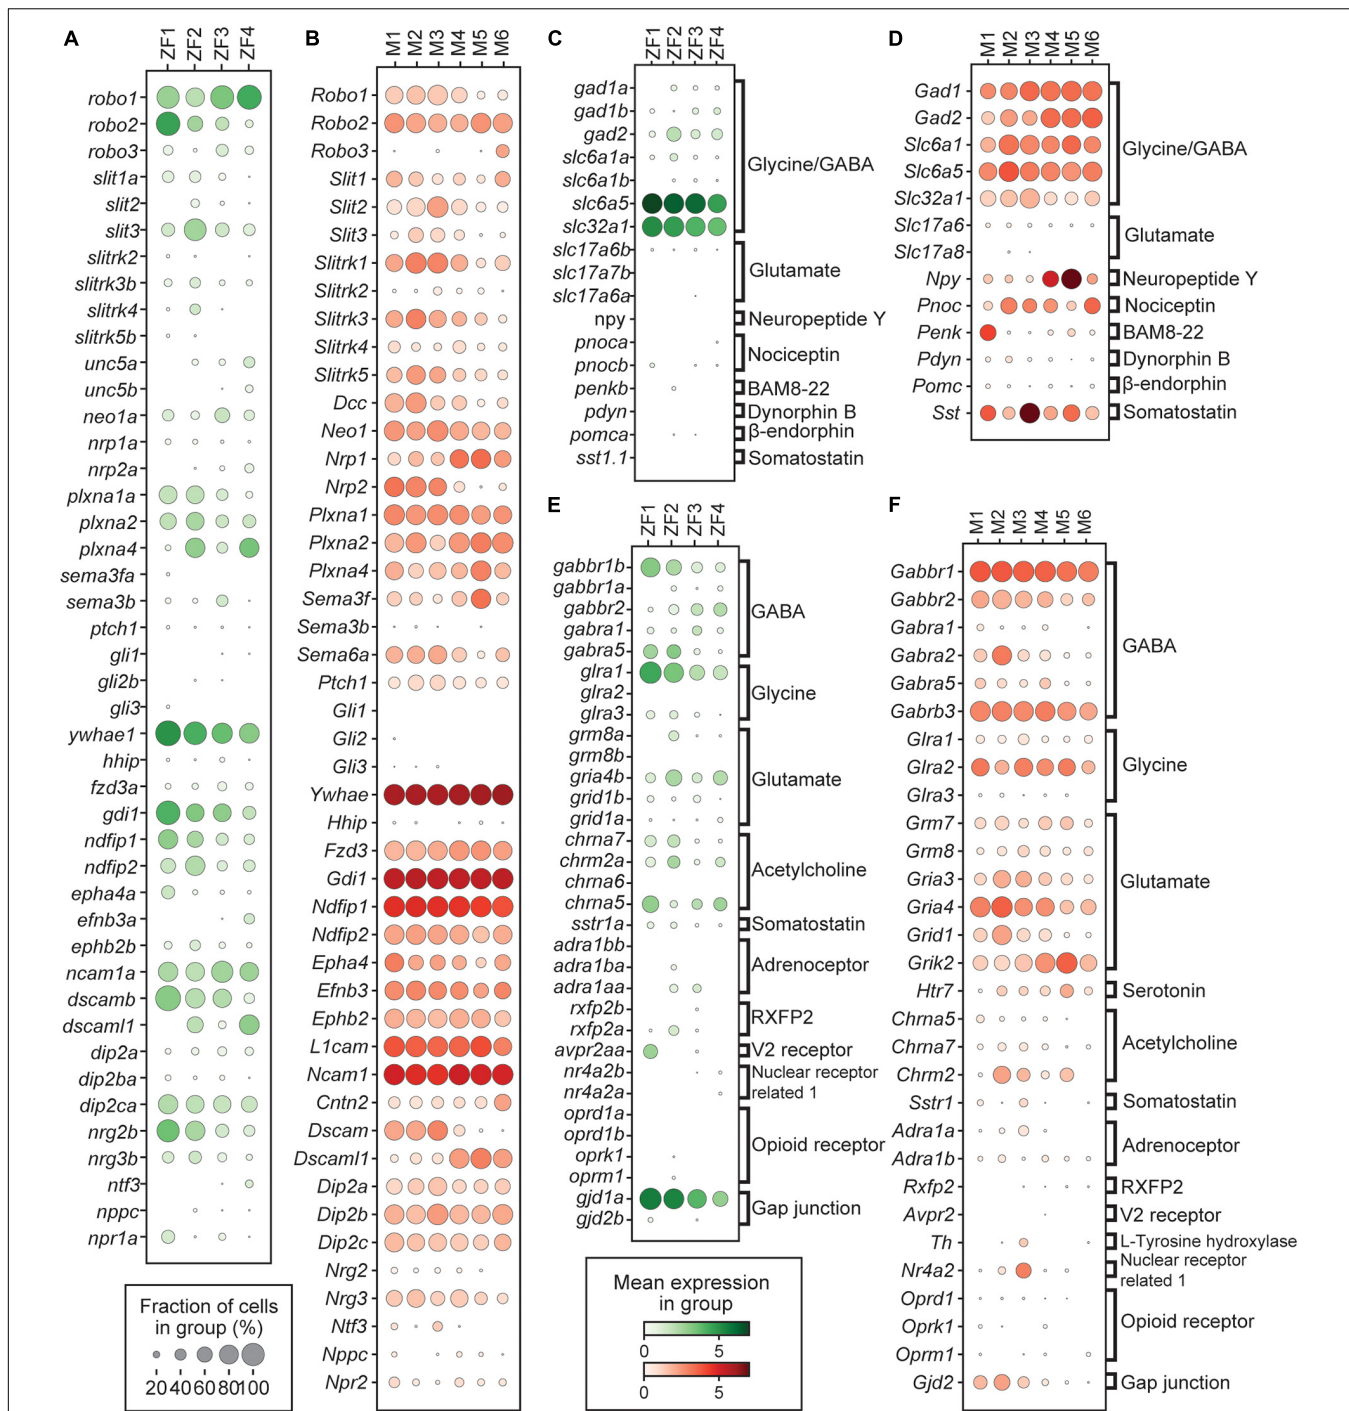 A
ZF1
ZF2
ZF3
ZF4
robo1
robo2
robo3
slit1a
slit2
slit3
slitrk2
slitrk3b
slitrk4
slitrk5b
unc5a
unc5b
neo1a
nrp1a
nrp2a
plxna1a
plxna2
plxna4
sema3fa
sema3b
ptch1
gli1
gli2b
gli3
ywhae1
hhip
fzd3a
gdi1
ndfip1
ndfip2
epha4a
efnb3a
ephb2b
ncam1a
dscamb
dscaml1
dip2a
dip2ba
dip2ca
nrg2b
nrg3b
ntf3
nppc
npr1a
Fraction of cells
in group (%)
20 40 60 80 100
B
M1
M2
M3
M4
M5
M6
Robo1
Robo2
Robo3
Slit1
Slit2
Slit3
Slitrk1
Slitrk2
Slitrk3
Slitrk4
Slitrk5
Dcc
Neo1
Nrp1
Nrp2
Plxna1
Plxna2
Plxna4
Sema3f
Sema3b
Sema6a
Ptch1
Gli1
Gli2
Gli3
Ywhae
Hhip
Fzd3
Gdi1
Ndfip1
Ndfip2
Epha4
Efnb3
Ephb2
L1cam
Ncam1
Cntn2
Dscam
Dscaml1
Dip2a
Dip2b
Dip2c
Nrg2
Nrg3
Ntf3
Nppc
Npr2
C
ZF1
ZF2
ZF3
ZF4
gad1a
gad1b
gad2
slc6a1a
slc6a1b
slc6a5
slc32a1
slc17a6b
slc17a7b
slc17a6a
npy
pnoca
pnocb
penkb
pdyn
pomca
sst1.1
Glycine/GABA
Glutamate
Neuropeptide Y
Nociceptin
BAM8-22
Dynorphin B
β-endorphin
Somatostatin
D
M1
M2
M3
M4
M5
M6
Gad1
Gad2
Slc6a1
Slc6a5
Slc32a1
Slc17a6
Slc17a8
Npy
Pnoc
Penk
Pdyn
Pomc
Sst
Glycine/GABA
Glutamate
Neuropeptide Y
Nociceptin
BAM8-22
Dynorphin B
β-endorphin
Somatostatin
E
ZF1
ZF2
ZF3
ZF4
gabbr1b
gabbr1a
gabbr2
gabra1
gabra5
glra1
glra2
glra3
grm8a
grm8b
gria4b
grid1b
grid1a
chrna7
chrm2a
chrna6
chrna5
sstr1a
adra1bb
adra1ba
adra1aa
rxfp2b
rxfp2a
avpr2aa
nr4a2b
nr4a2a
oprd1a
oprd1b
oprk1
oprm1
gjd1a
gjd2b
GABA
Glycine
Glutamate
Acetylcholine
Somatostatin
Adrenoceptor
RXFP2
V2 receptor
Nuclear receptor
related 1
Opioid receptor
Gap junction
Mean expression
in group
0 5
0 5
F
M1
M2
M3
M4
M5
M6
Gabbr1
Gabbr2
Gabra1
Gabra2
Gabra5
Gabrb3
Glra1
Glra2
Glra3
Grm7
Grm8
Gria3
Gria4
Grid1
Grik2
Htr7
Chrna5
Chrna7
Chrm2
Sstr1
Adra1a
Adra1b
Rxfp2
Avpr2
Th
Nr4a2
Oprd1
Oprk1
Oprm1
Gjd2
GABA
Glycine
Glutamate
Serotonin
Acetylcholine
Somatostatin
Adrenoceptor
RXFP2
V2 receptor
L-Tyrosine hydroxylase
Nuclear receptor
related 1
Opioid receptor
Gap junction